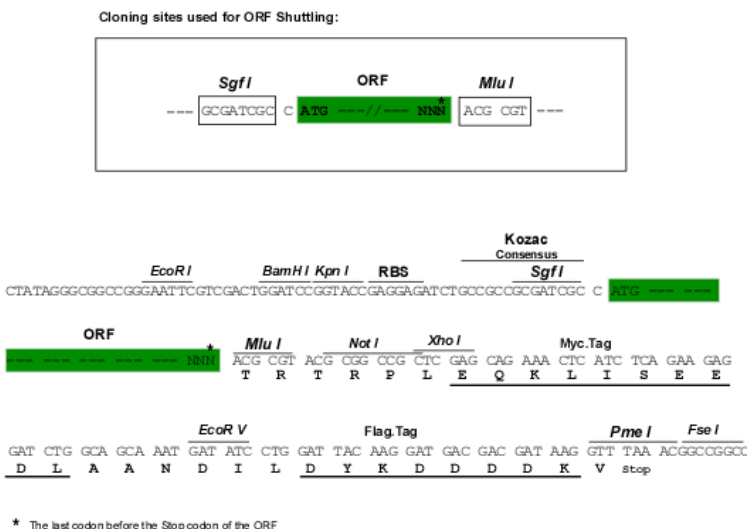 Cloning sites used for ORF Shuttling:
Sgf I ORF Mlu I
--- GCGATCGC C ATG ---//--- NNN* ACG CGT ---
Kozac
Consensus
EcoR I BamH I Kpn I RBS Sgf I
CTATAGGGCGGCCGGGAATTCGTCGACTGGATCCGGTACCGAGGAGATCTGCCGCCGCGATCGC C ATG --- ---
ORF * Mlu I Not I Xho I Myc.Tag
--- --- --- --- --- --- NNN ACG CGT ACG CGG CCG CTC GAG CAG AAA CTC ATC TCA GAA GAG
T R T R P L E Q K L I S E E
EcoR V Flag.Tag Pme I Fse I
GAT CTG GCA GCA AAT GAT ATC CTG GAT TAC AAG GAT GAC GAC GAT AAG GTT TAA ACGGCCGGCC
D L A A N D I L D Y K D D D D K V Stop
* The last codon before the Stop codon of the ORF